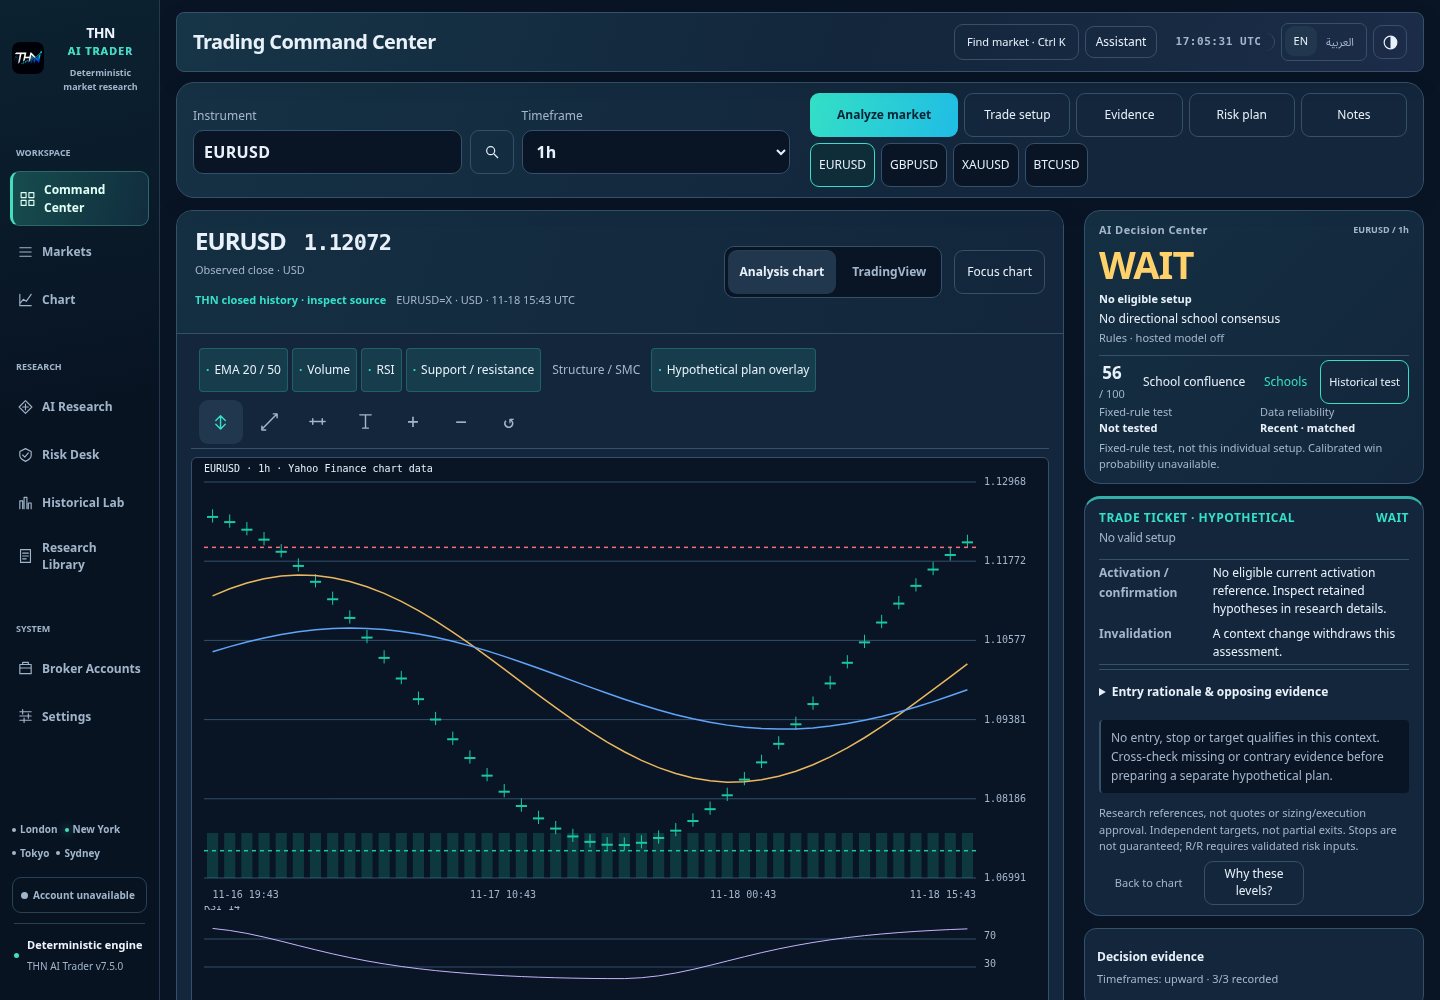 THN
AI TRADER
Deterministic
market research
WORKSPACE
Command
Center
Markets
Chart
RESEARCH
AI Research
Risk Desk
Historical Lab
Research
Library
SYSTEM
Broker Accounts
Settings
London New York
Tokyo Sydney
Account unavailable
Deterministic engine
THN AI Trader v7.5.0
Trading Command Center
Find market · Ctrl K
Assistant
17:05:31 UTC
EN
العربية
Instrument
EURUSD
Timeframe
1h
Analyze market
Trade setup
Evidence
Risk plan
Notes
EURUSD
GBPUSD
XAUUSD
BTCUSD
EURUSD 1.12072
Observed close · USD
THN closed history · inspect source EURUSD=X · USD · 11-18 15:43 UTC
Analysis chart
TradingView
Focus chart
· EMA 20 / 50
· Volume
· RSI
· Support / resistance
Structure / SMC
· Hypothetical plan overlay
EURUSD · 1h · Yahoo Finance chart data
1.12968
1.11772
1.10577
1.09381
1.08186
1.06991
11-16 19:43
11-17 10:43
11-18 00:43
11-18 15:43
RSI 14
70
30
AI Decision Center
EURUSD / 1h
WAIT
No eligible setup
No directional school consensus
Rules · hosted model off
56
/ 100
School confluence
Schools
Historical test
Fixed-rule test
Not tested
Data reliability
Recent · matched
Fixed-rule test, not this individual setup. Calibrated win
probability unavailable.
TRADE TICKET · HYPOTHETICAL
WAIT
No valid setup
Activation /
confirmation
No eligible current activation
reference. Inspect retained
hypotheses in research details.
Invalidation
A context change withdraws this
assessment.
Entry rationale & opposing evidence
No entry, stop or target qualifies in this context.
Cross-check missing or contrary evidence before
preparing a separate hypothetical plan.
Research references, not quotes or sizing/execution
approval. Independent targets, not partial exits. Stops are
not guaranteed; R/R requires validated risk inputs.
Back to chart
Why these
levels?
Decision evidence
Timeframes: upward · 3/3 recorded